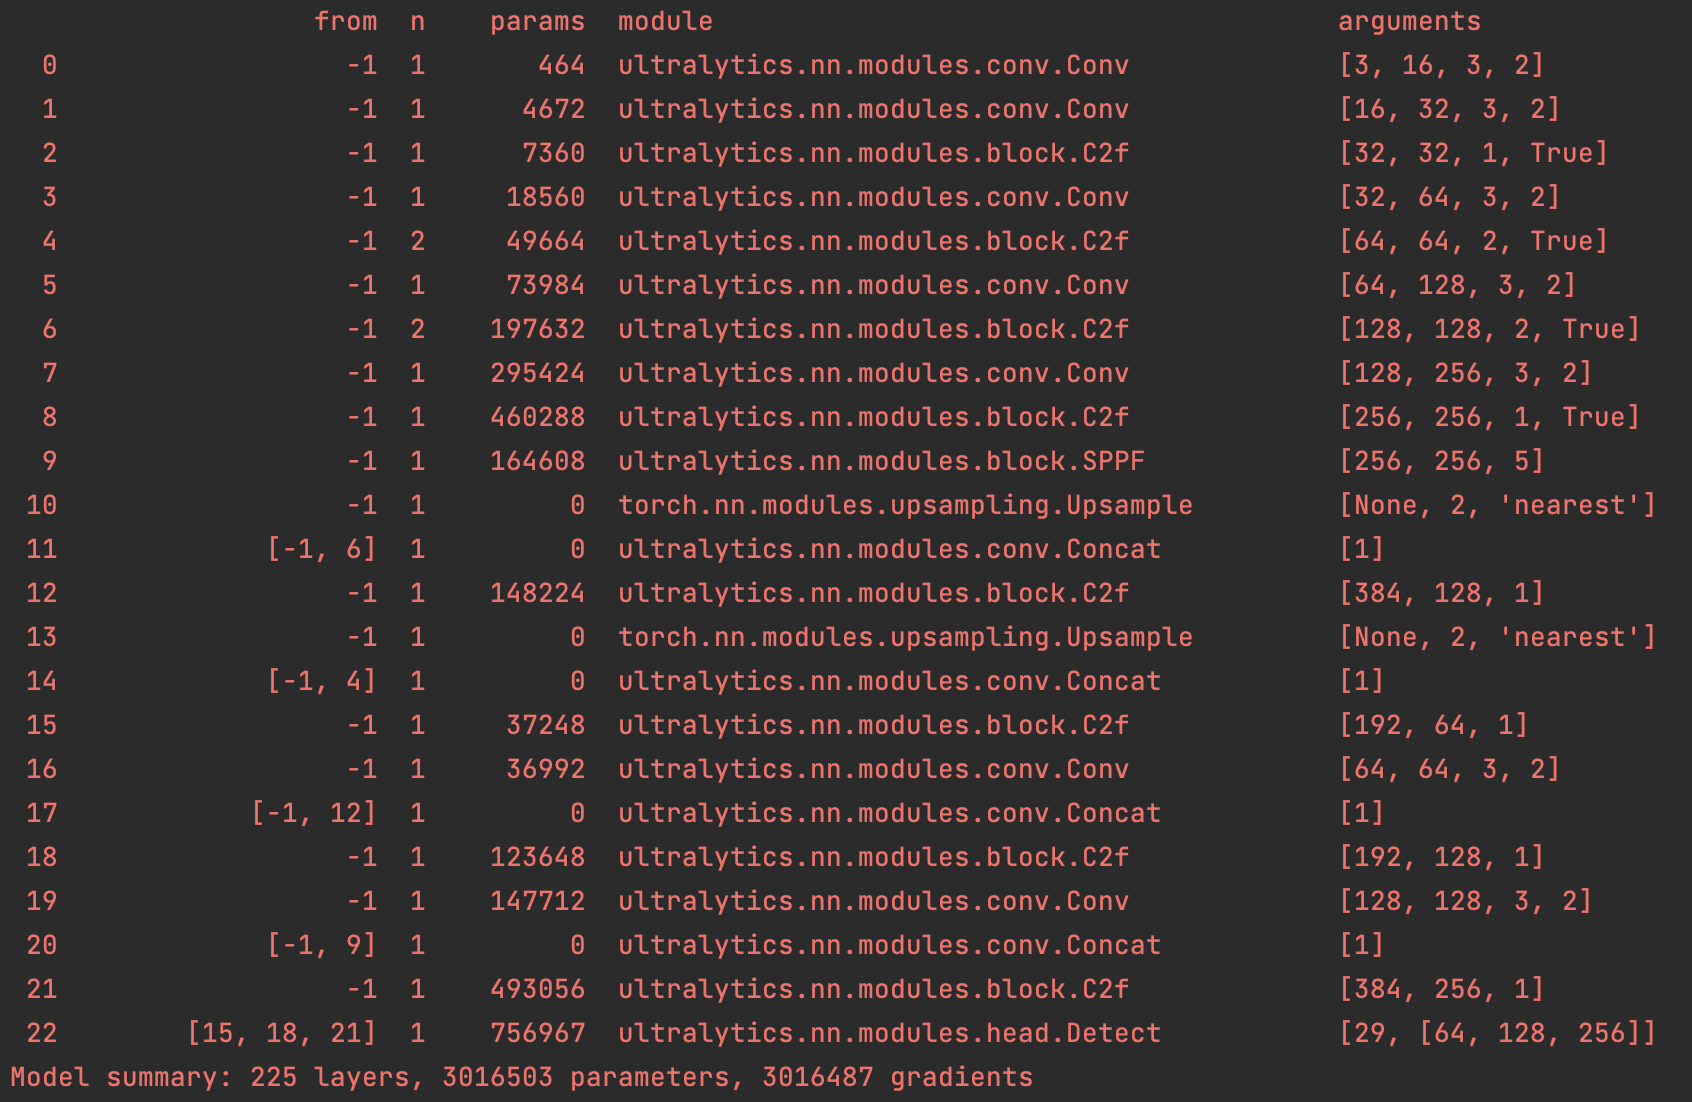 from n params module arguments
0 -1 1 464 ultralytics.nn.modules.conv.Conv [3, 16, 3, 2]
1 -1 1 4672 ultralytics.nn.modules.conv.Conv [16, 32, 3, 2]
2 -1 1 7360 ultralytics.nn.modules.block.C2f [32, 32, 1, True]
3 -1 1 18560 ultralytics.nn.modules.conv.Conv [32, 64, 3, 2]
4 -1 2 49664 ultralytics.nn.modules.block.C2f [64, 64, 2, True]
5 -1 1 73984 ultralytics.nn.modules.conv.Conv [64, 128, 3, 2]
6 -1 2 197632 ultralytics.nn.modules.block.C2f [128, 128, 2, True]
7 -1 1 295424 ultralytics.nn.modules.conv.Conv [128, 256, 3, 2]
8 -1 1 460288 ultralytics.nn.modules.block.C2f [256, 256, 1, True]
9 -1 1 164608 ultralytics.nn.modules.block.SPPF [256, 256, 5]
10 -1 1 0 torch.nn.modules.upsampling.Upsample [None, 2, 'nearest']
11 [-1, 6] 1 0 ultralytics.nn.modules.conv.Concat [1]
12 -1 1 148224 ultralytics.nn.modules.block.C2f [384, 128, 1]
13 -1 1 0 torch.nn.modules.upsampling.Upsample [None, 2, 'nearest']
14 [-1, 4] 1 0 ultralytics.nn.modules.conv.Concat [1]
15 -1 1 37248 ultralytics.nn.modules.block.C2f [192, 64, 1]
16 -1 1 36992 ultralytics.nn.modules.conv.Conv [64, 64, 3, 2]
17 [-1, 12] 1 0 ultralytics.nn.modules.conv.Concat [1]
18 -1 1 123648 ultralytics.nn.modules.block.C2f [192, 128, 1]
19 -1 1 147712 ultralytics.nn.modules.conv.Conv [128, 128, 3, 2]
20 [-1, 9] 1 0 ultralytics.nn.modules.conv.Concat [1]
21 -1 1 493056 ultralytics.nn.modules.block.C2f [384, 256, 1]
22 [15, 18, 21] 1 756967 ultralytics.nn.modules.head.Detect [29, [64, 128, 256]]
Model summary: 225 layers, 3016503 parameters, 3016487 gradients